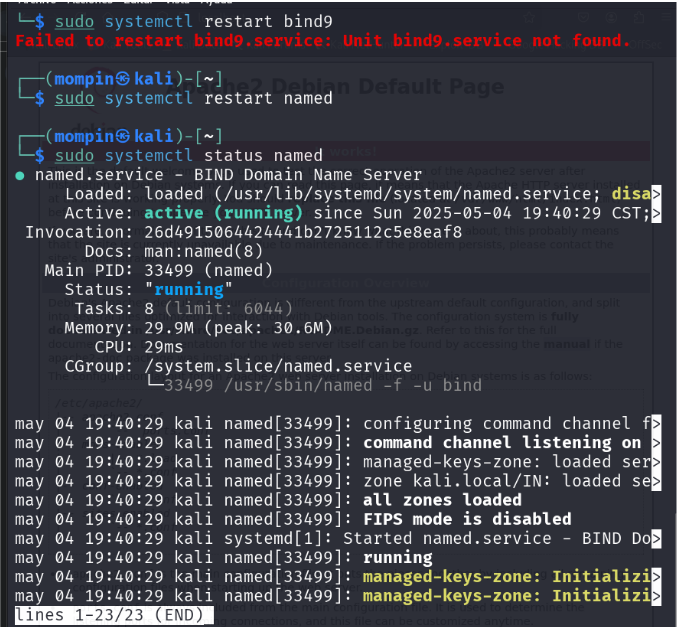 └─$ sudo systemctl restart bind9
Failed to restart bind9.service: Unit bind9.service not found.
┌──(mompin㉿kali)-[~]
└─$ sudo systemctl restart named
Apache2 Debian Default Page
┌──(mompin㉿kali)-[~]
└─$ sudo systemctl status named
● named.service - BIND Domain Name Server
Loaded: loaded (/usr/lib/systemd/system/named.service; disa>
Active: active (running) since Sun 2025-05-04 19:40:29 CST;>
Invocation: 26d4915064424441b2725112c5e8eaf8
Docs: man:named(8)
Main PID: 33499 (named)
Status: "running"
Tasks: 8 (limit: 6044)
Memory: 29.9M (peak: 30.6M)
CPU: 29ms
CGroup: /system.slice/named.service
└─33499 /usr/sbin/named -f -u bind
may 04 19:40:29 kali named[33499]: configuring command channel f>
may 04 19:40:29 kali named[33499]: command channel listening on >
may 04 19:40:29 kali named[33499]: managed-keys-zone: loaded ser>
may 04 19:40:29 kali named[33499]: zone kali.local/IN: loaded se>
may 04 19:40:29 kali named[33499]: all zones loaded
may 04 19:40:29 kali named[33499]: FIPS mode is disabled
may 04 19:40:29 kali systemd[1]: Started named.service - BIND Do>
may 04 19:40:29 kali named[33499]: running
may 04 19:40:29 kali named[33499]: managed-keys-zone: Initializi>
may 04 19:40:29 kali named[33499]: managed-keys-zone: Initializi>
lines 1-23/23 (END)